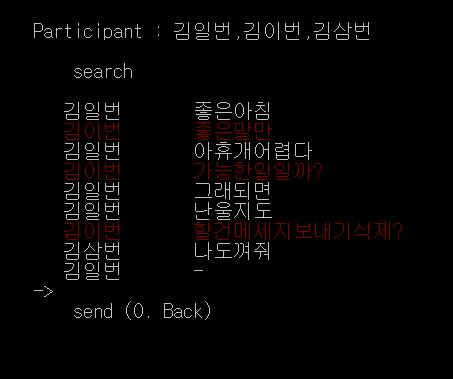 Participant : 김일번,김이번,김삼번
search
김일번 좋은아침
김이번 좋은말만
김일번 아휴개어렵다
김이번 가능한일일까?
김일번 그래되면
김일번 난울지도
김이번 할건메세지보내기삭제?
김삼번 나도껴줘
김일번 -
->
send (0. Back)